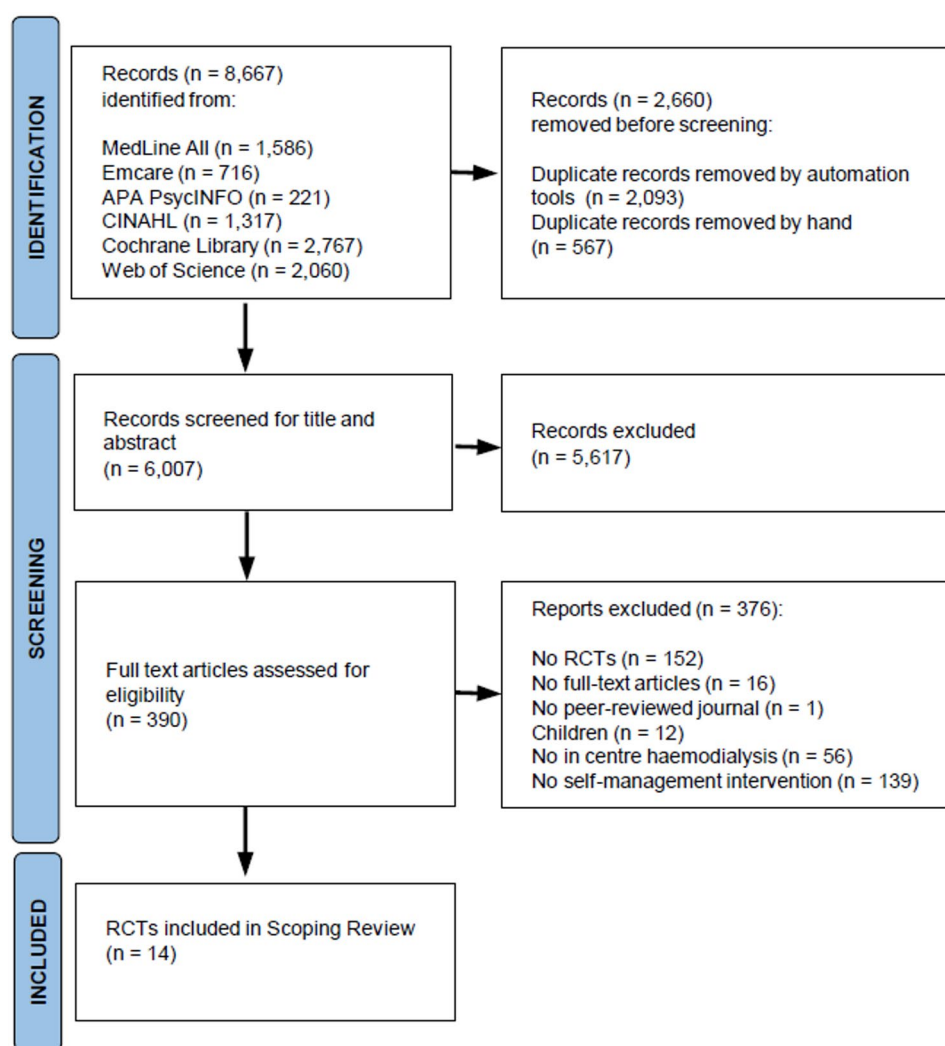 IDENTIFICATION
Records (n = 8,667)
identified from:
MedLine All (n = 1,586)
Emcare (n = 716)
APA PsycINFO (n = 221)
CINAHL (n = 1,317)
Cochrane Library (n = 2,767)
Web of Science (n = 2,060)
Records (n = 2,660)
removed before screening:
Duplicate records removed by automation
tools (n = 2,093)
Duplicate records removed by hand
(n = 567)
SCREENING
Records screened for title and
abstract
(n = 6,007)
Records excluded
(n = 5,617)
Full text articles assessed for
eligibility
(n = 390)
Reports excluded (n = 376):
No RCTs (n = 152)
No full-text articles (n = 16)
No peer-reviewed journal (n = 1)
Children (n = 12)
No in centre haemodialysis (n = 56)
No self-management intervention (n = 139)
INCLUDED
RCTs included in Scoping Review
(n = 14)